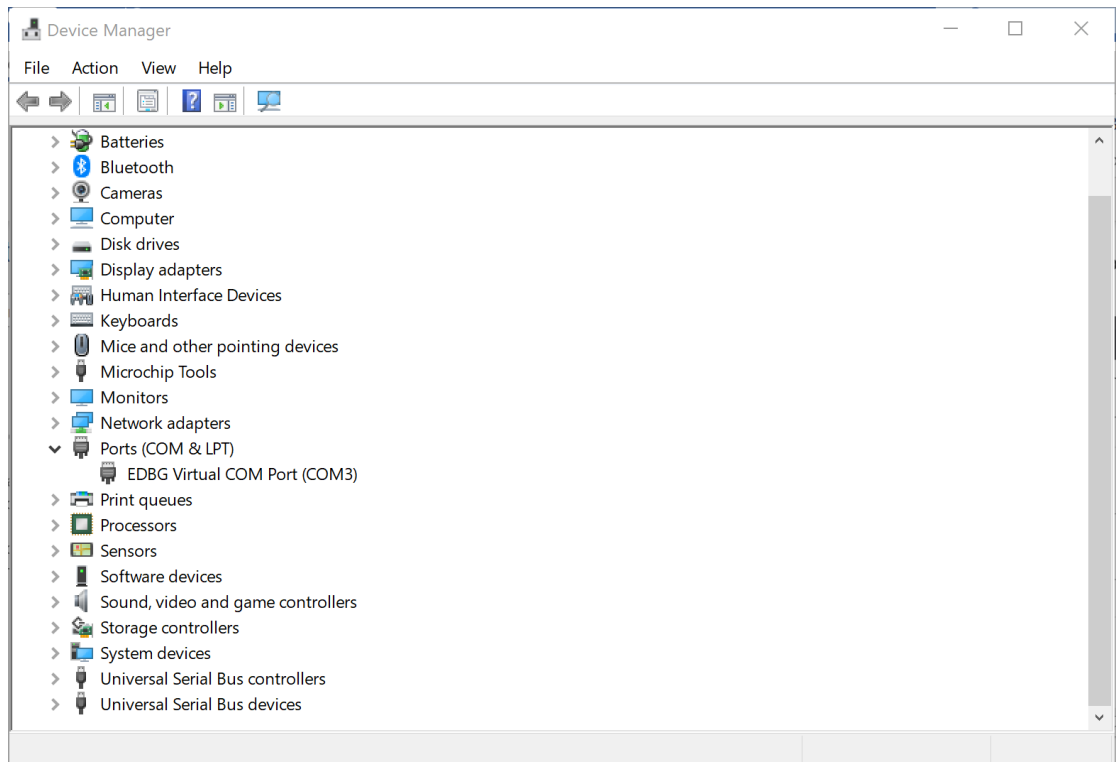 Device Manager
File Action View Help
Batteries
Bluetooth
Cameras
Computer
Disk drives
Display adapters
Human Interface Devices
Keyboards
Mice and other pointing devices
Microchip Tools
Monitors
Network adapters
Ports (COM & LPT)
EDBG Virtual COM Port (COM3)
Print queues
Processors
Sensors
Software devices
Sound, video and game controllers
Storage controllers
System devices
Universal Serial Bus controllers
Universal Serial Bus devices